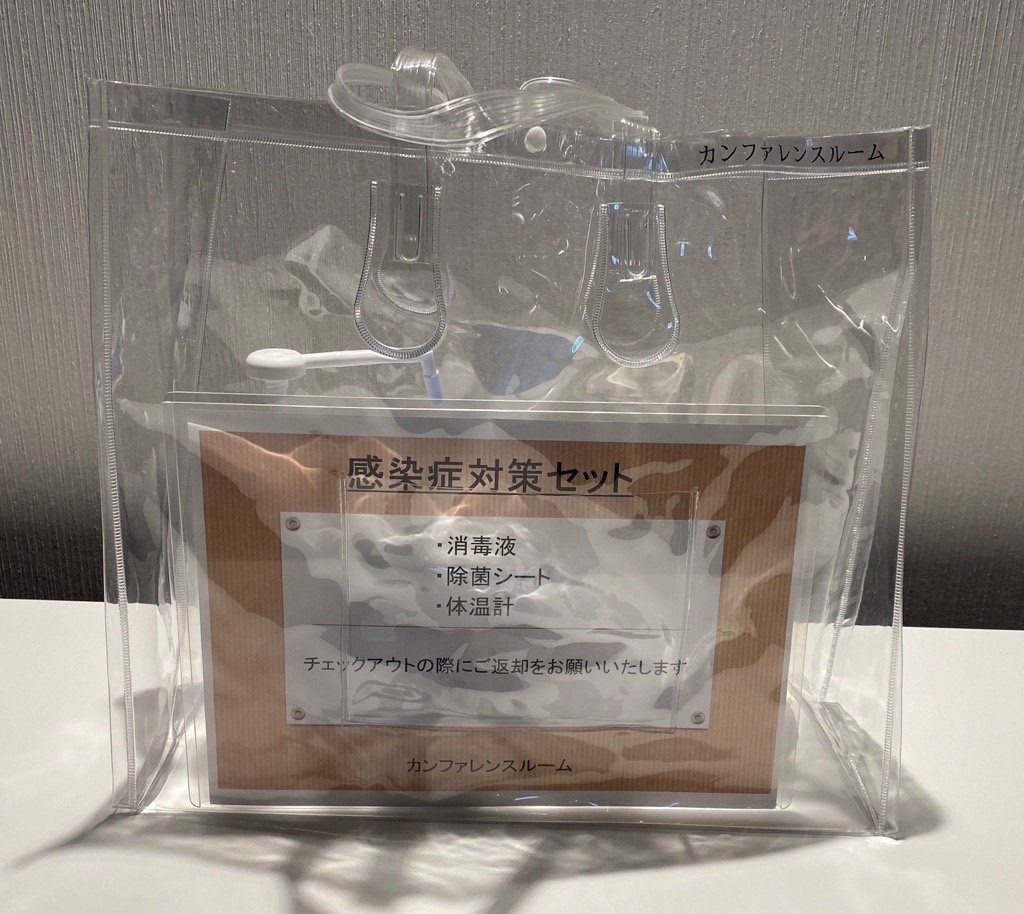 カンファレンスルーム
感染症対策セット
・消毒液
・除菌シート
・体温計
チェックアウトの際にご返却をお願いいたします
カンファレンスルーム